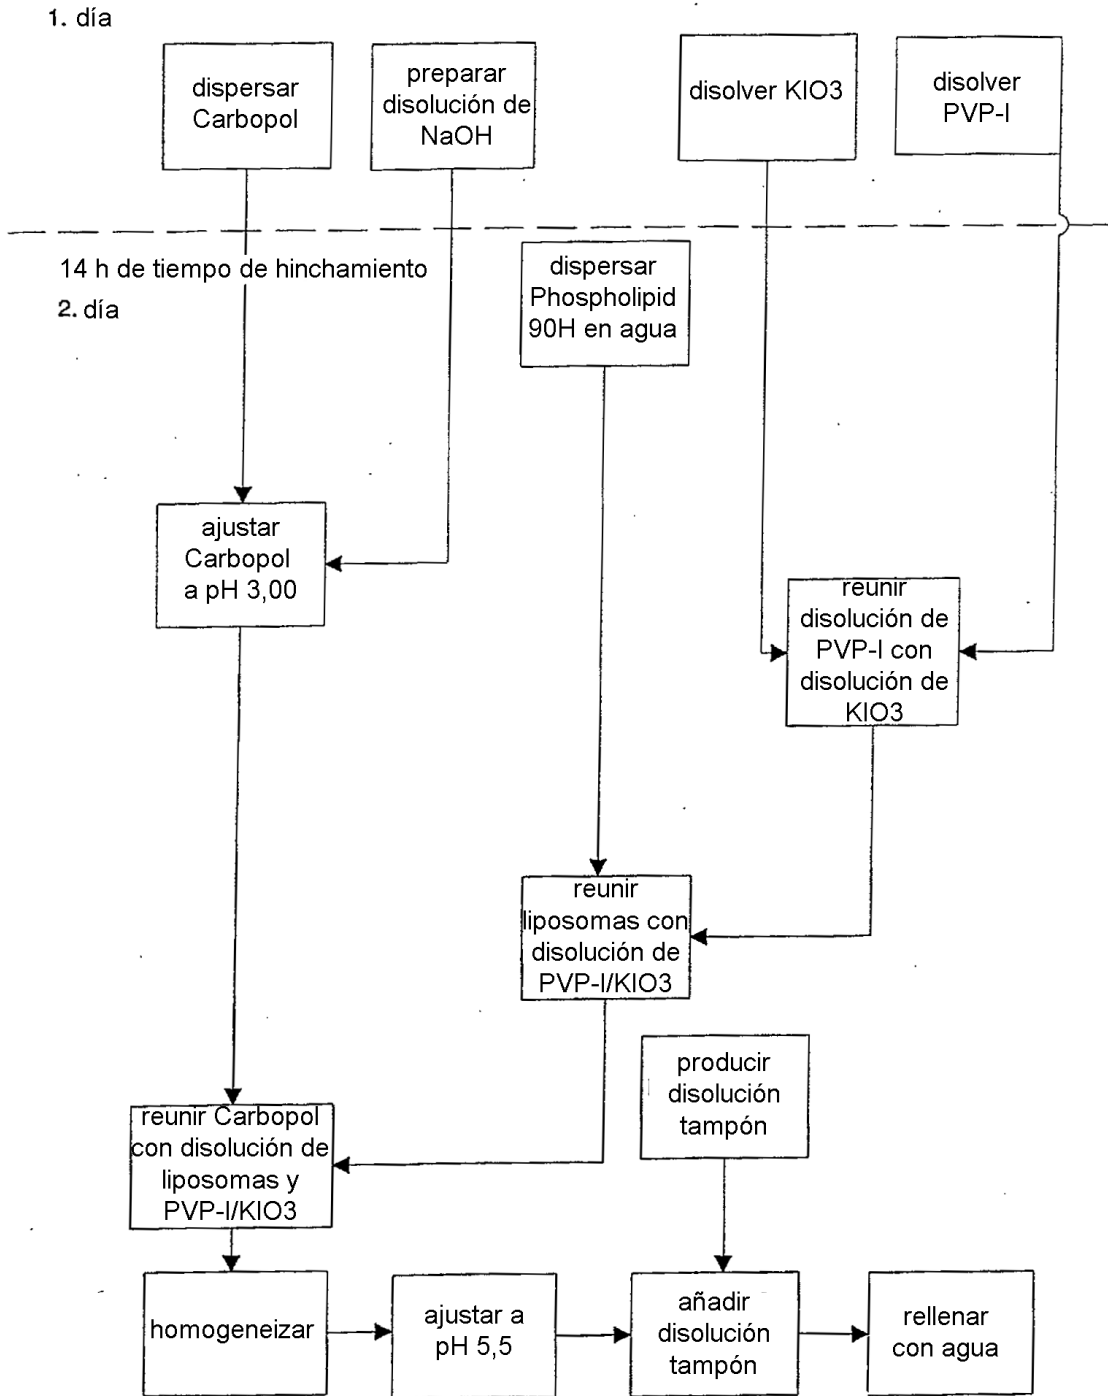 1. día
dispersar
Carbopol
preparar
disolución de
NaOH
disolver KIO3
disolver
PVP-I
14 h de tiempo de hinchamiento
2. día
dispersar
Phospholipid
90H en agua
ajustar
Carbopol
a pH 3,00
reunir
disolución de
PVP-I con
disolución de
KIO3
reunir
liposomas con
disolución de
PVP-I/KIO3
producir
disolución
tampón
reunir Carbopol
con disolución de
liposomas y
PVP-I/KIO3
homogeneizar
ajustar a
pH 5,5
añadir
disolución
tampón
rellenar
con agua